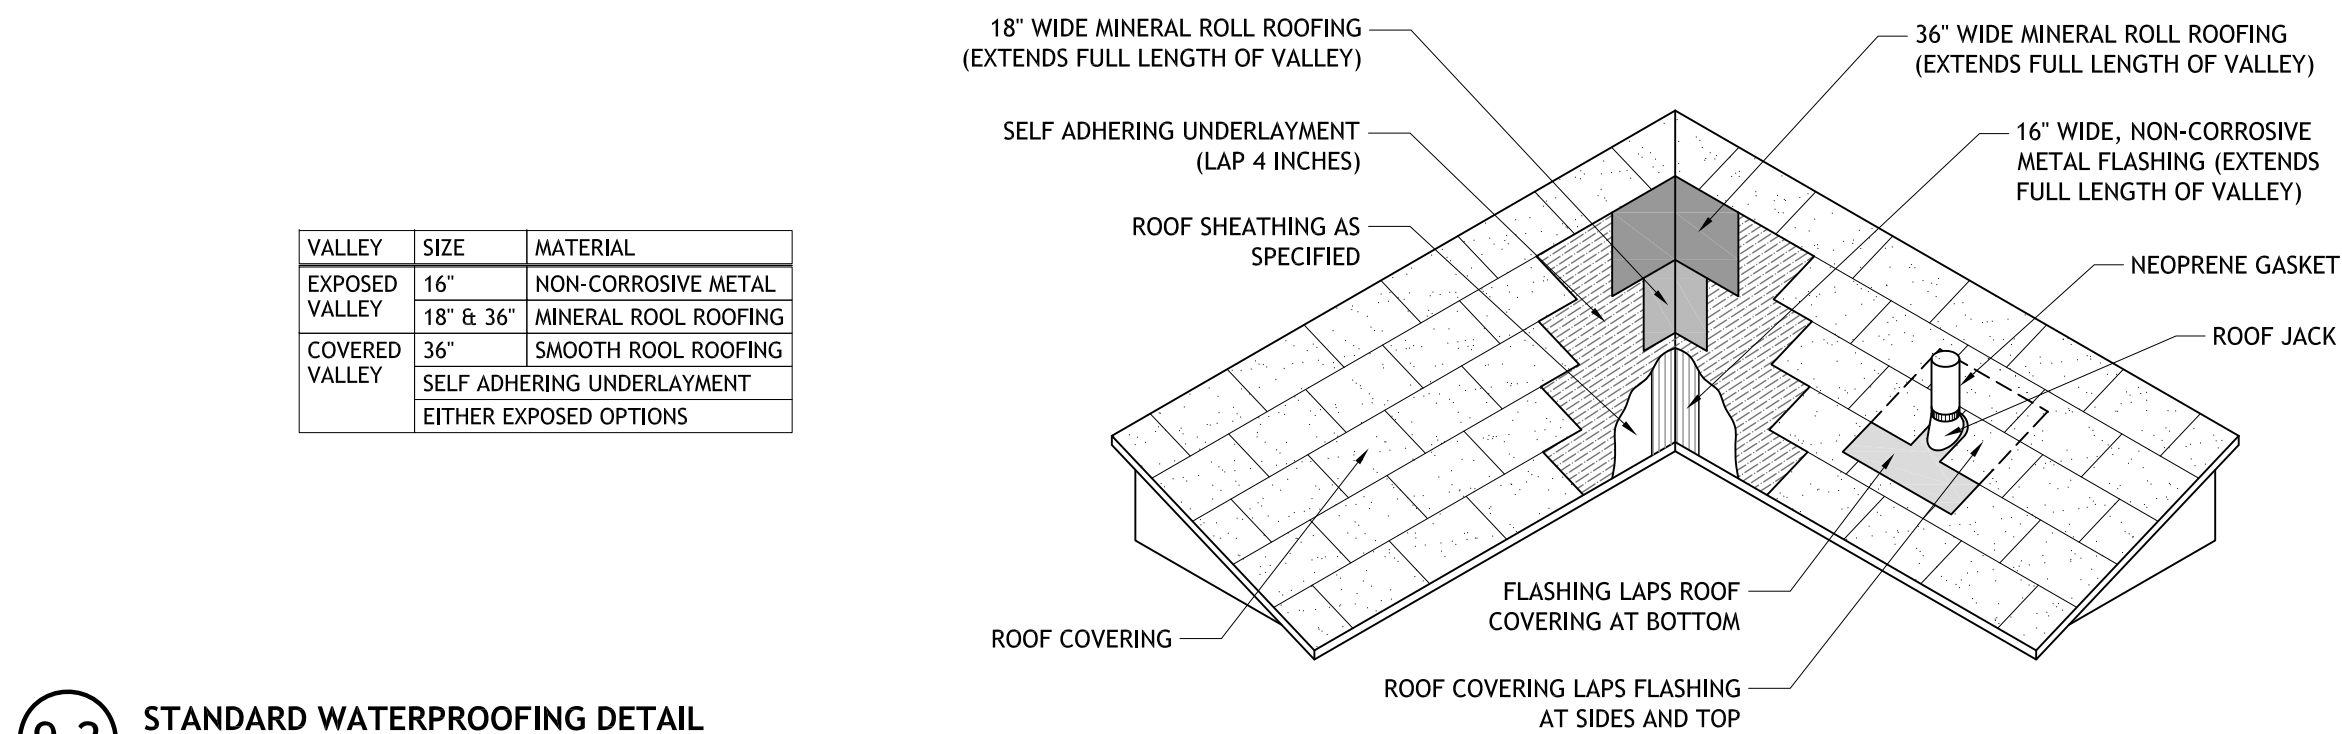 18" WIDE MINERAL ROLL ROOFING
(EXTENDS FULL LENGTH OF VALLEY)
36" WIDE MINERAL ROLL ROOFING
(EXTENDS FULL LENGTH OF VALLEY)
SELF ADHERING UNDERLAYMENT
(LAP 4 INCHES)
16" WIDE, NON-CORROSIVE
METAL FLASHING (EXTENDS
FULL LENGTH OF VALLEY)
ROOF SHEATHING AS
SPECIFIED
NEOPRENE GASKET
ROOF JACK
VALLEY SIZE MATERIAL
EXPOSED VALLEY 16" NON-CORROSIVE METAL
18" & 36" MINERAL ROOL ROOFING
COVERED VALLEY 36" SMOOTH ROOL ROOFING
SELF ADHERING UNDERLAYMENT
EITHER EXPOSED OPTIONS
FLASHING LAPS ROOF
COVERING AT BOTTOM
ROOF COVERING
ROOF COVERING LAPS FLASHING
AT SIDES AND TOP
STANDARD WATERPROOFING DETAIL